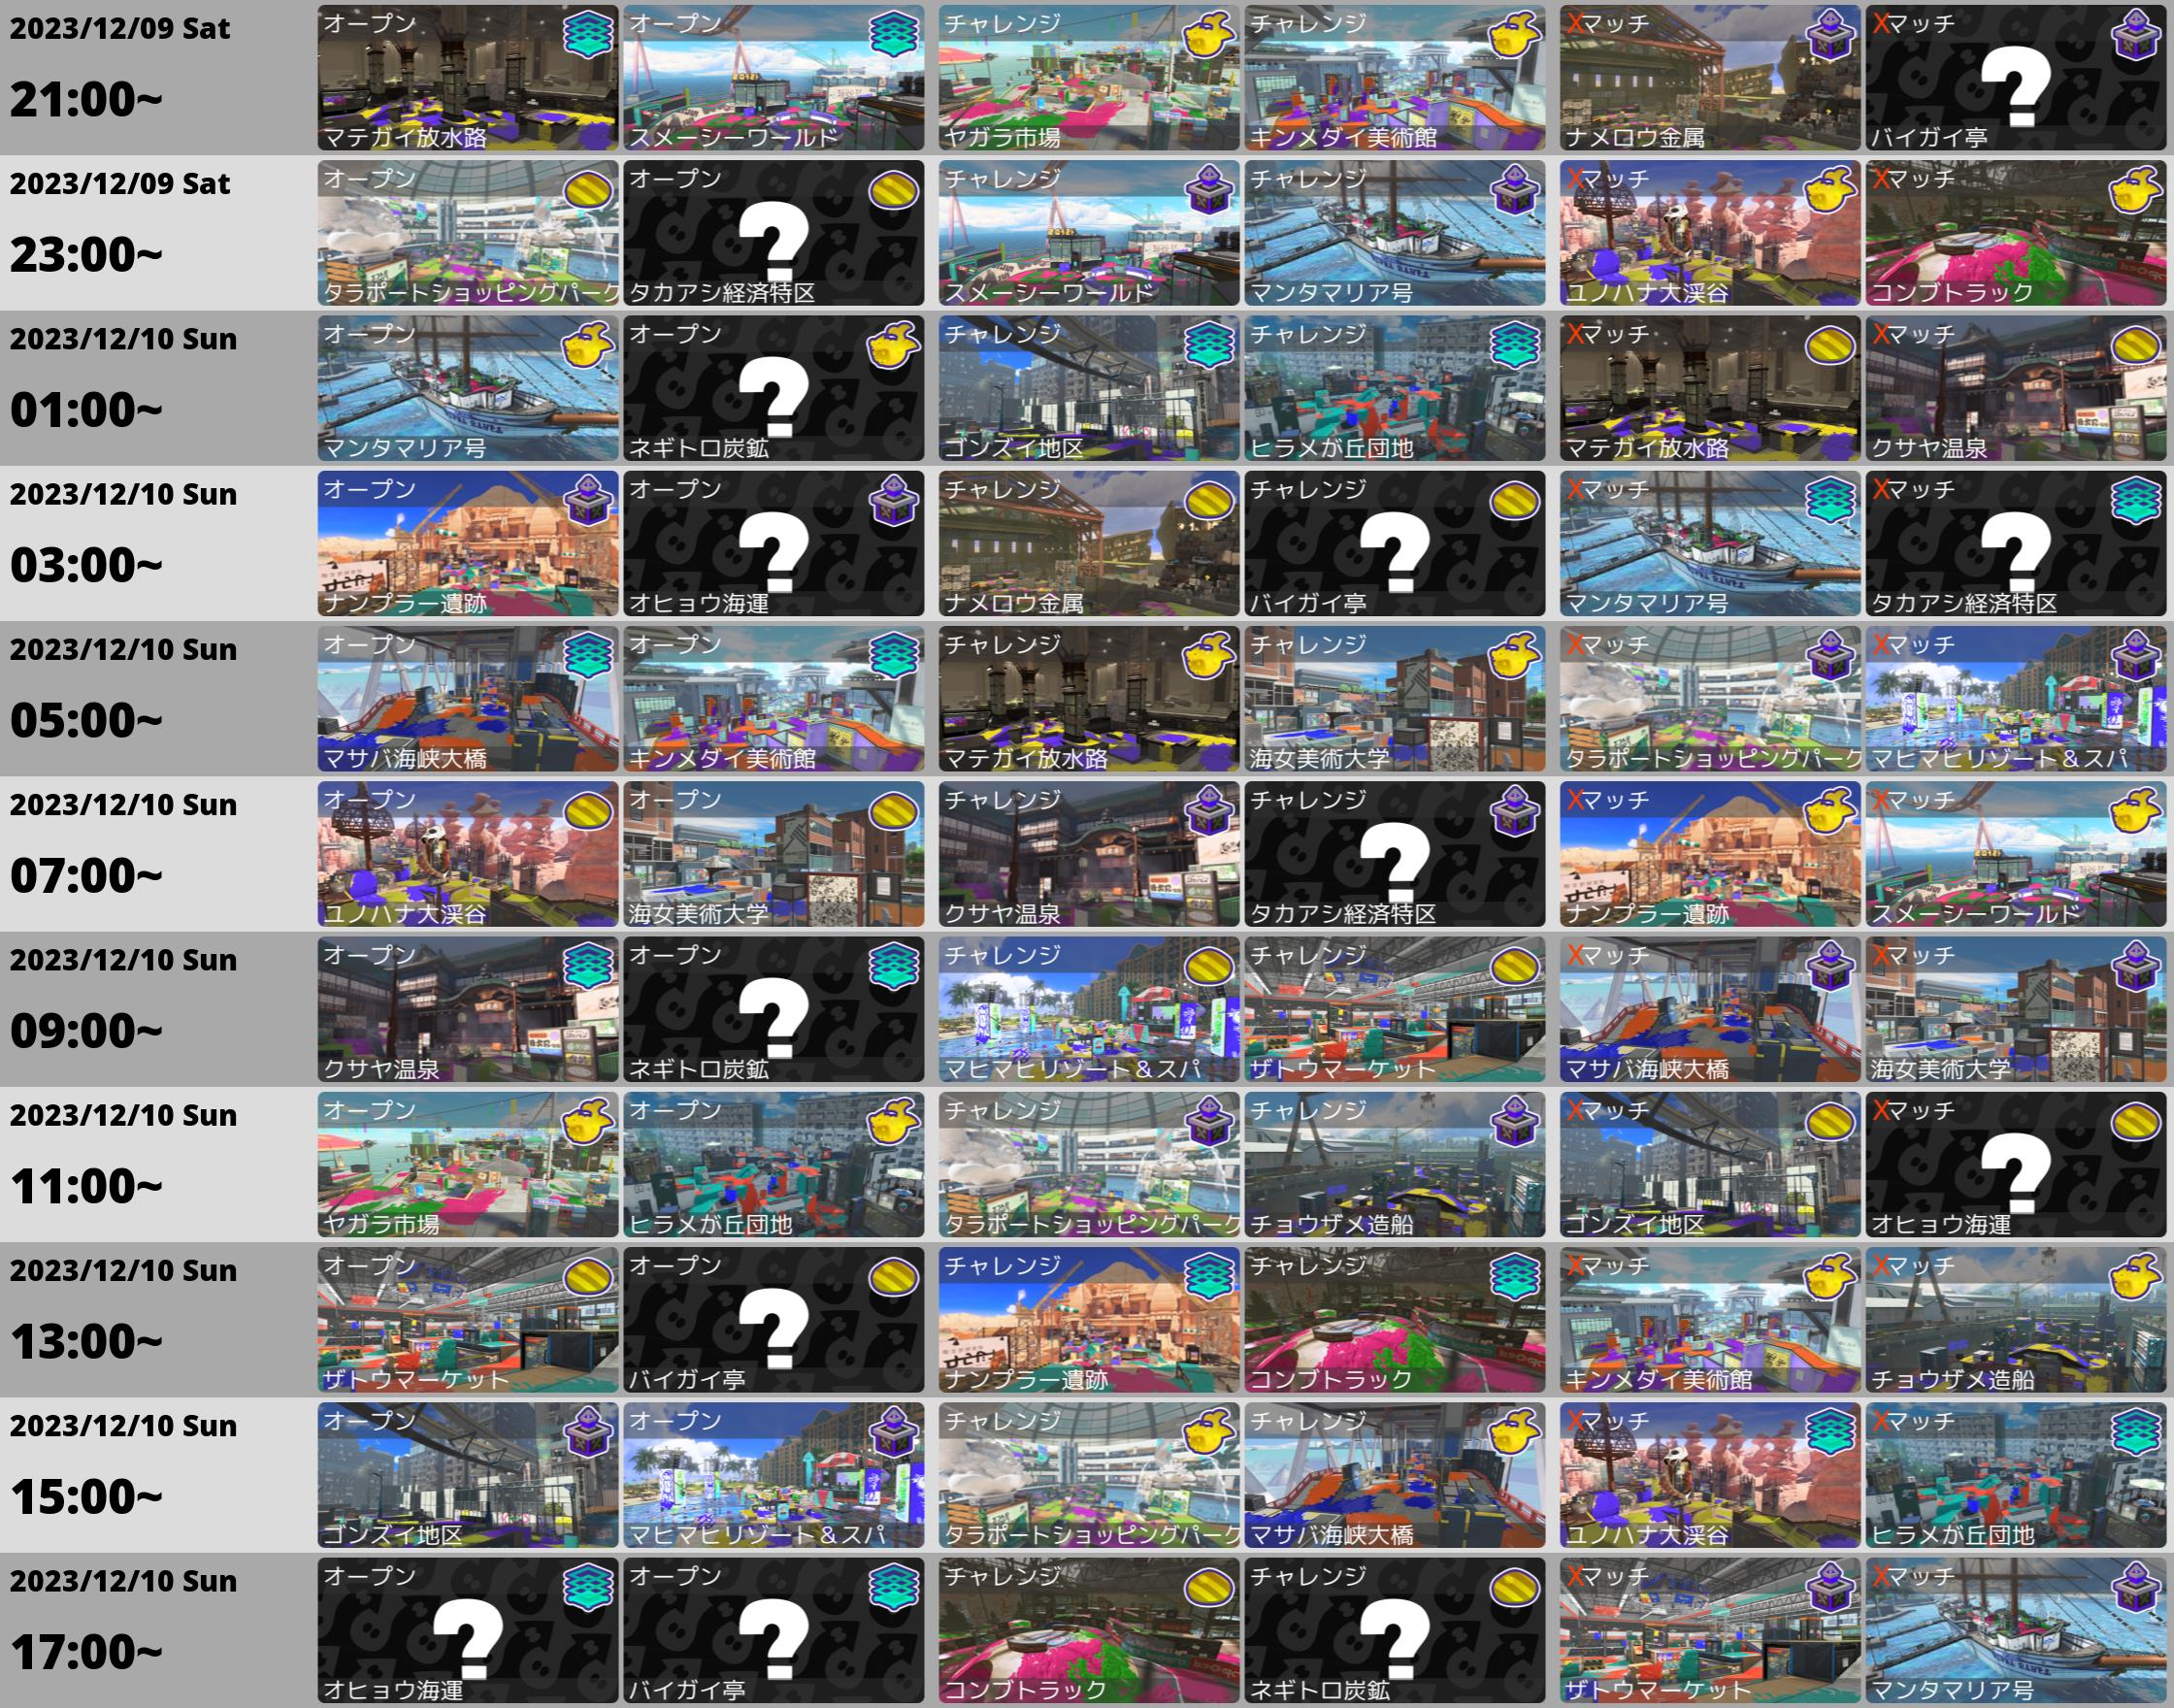 2023/12/09 Sat
21:00~
オープン
マテガイ放水路
オープン
スメーシーワールド
チャレンジ
ヤガラ市場
チャレンジ
キンメダイ美術館
Xマッチ
ナメロウ金属
Xマッチ
?
バイガイ亭
2023/12/09 Sat
23:00~
オープン
タラポートショッピングパーク
オープン
?
タカアシ経済特区
チャレンジ
スメーシーワールド
チャレンジ
マンタマリア号
Xマッチ
ユノハナ大渓谷
Xマッチ
コンブトラック
2023/12/10 Sun
01:00~
オープン
マンタマリア号
オープン
?
ネギトロ炭鉱
チャレンジ
ゴンズイ地区
チャレンジ
ヒラメが丘団地
Xマッチ
マテガイ放水路
Xマッチ
クサヤ温泉
2023/12/10 Sun
03:00~
オープン
ナンプラー遺跡
オープン
?
オヒョウ海運
チャレンジ
ナメロウ金属
チャレンジ
?
バイガイ亭
Xマッチ
マンタマリア号
Xマッチ
?
タカアシ経済特区
2023/12/10 Sun
05:00~
オープン
マサバ海峡大橋
オープン
キンメダイ美術館
チャレンジ
マテガイ放水路
チャレンジ
海女美術大学
Xマッチ
タラポートショッピングパーク
Xマッチ
マヒマヒリゾート＆スパ
2023/12/10 Sun
07:00~
オープン
ユノハナ大渓谷
オープン
海女美術大学
チャレンジ
クサヤ温泉
チャレンジ
?
タカアシ経済特区
Xマッチ
ナンプラー遺跡
Xマッチ
スメーシーワールド
2023/12/10 Sun
09:00~
オープン
クサヤ温泉
オープン
?
ネギトロ炭鉱
チャレンジ
マヒマヒリゾート＆スパ
チャレンジ
ザトウマーケット
Xマッチ
マサバ海峡大橋
Xマッチ
海女美術大学
2023/12/10 Sun
11:00~
オープン
ヤガラ市場
オープン
ヒラメが丘団地
チャレンジ
タラポートショッピングパーク
チャレンジ
チョウザメ造船
Xマッチ
ゴンズイ地区
Xマッチ
?
オヒョウ海運
2023/12/10 Sun
13:00~
オープン
ザトウマーケット
オープン
?
バイガイ亭
チャレンジ
ナンプラー遺跡
チャレンジ
コンブトラック
Xマッチ
キンメダイ美術館
Xマッチ
チョウザメ造船
2023/12/10 Sun
15:00~
オープン
ゴンズイ地区
オープン
マヒマヒリゾート＆スパ
チャレンジ
タラポートショッピングパーク
チャレンジ
マサバ海峡大橋
Xマッチ
ユノハナ大渓谷
Xマッチ
ヒラメが丘団地
2023/12/10 Sun
17:00~
オープン
?
オヒョウ海運
オープン
?
バイガイ亭
チャレンジ
コンブトラック
チャレンジ
?
ネギトロ炭鉱
Xマッチ
ザトウマーケット
Xマッチ
マンタマリア号